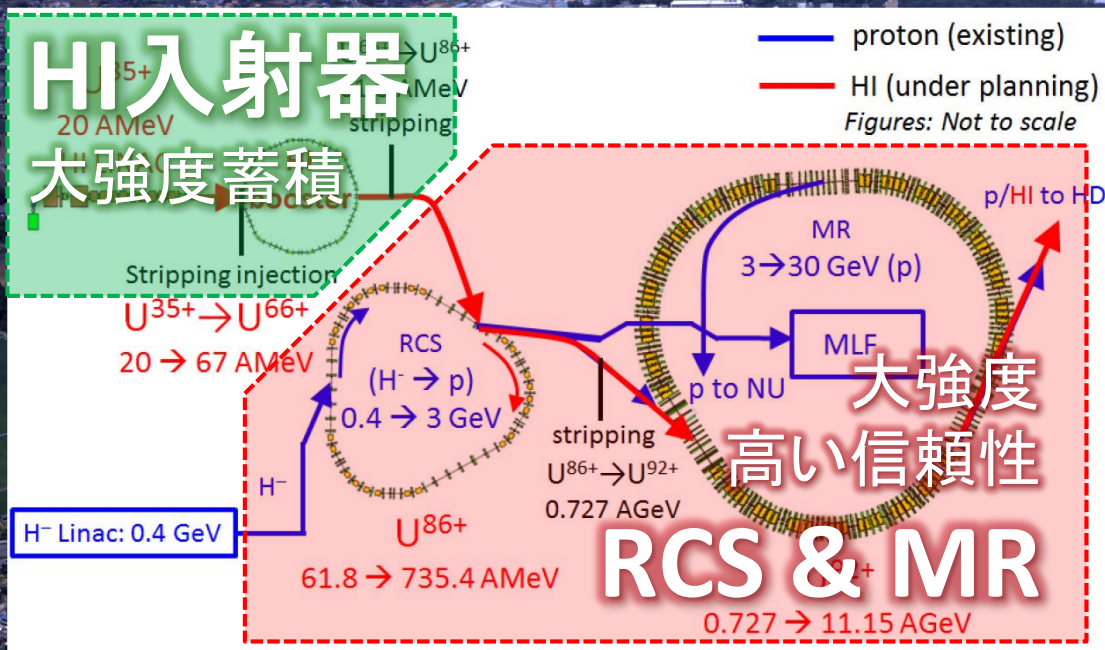 HI入射器
大強度蓄積
U35+
20 AMeV
→U86+
AMeV
stripping
Stripping injection
U35+→U66+
20 → 67 AMeV
proton (existing)
HI (under planning)
Figures: Not to scale
p/HI to HD
MR
3→30 GeV (p)
MLF
p to NU
RCS
(H- → p)
0.4 → 3 GeV
H–
H– Linac: 0.4 GeV
stripping
U86+→U92+
0.727 AGeV
U86+
61.8 → 735.4 AMeV
大強度
高い信頼性
RCS & MR
0.727 → 11.15 AGeV